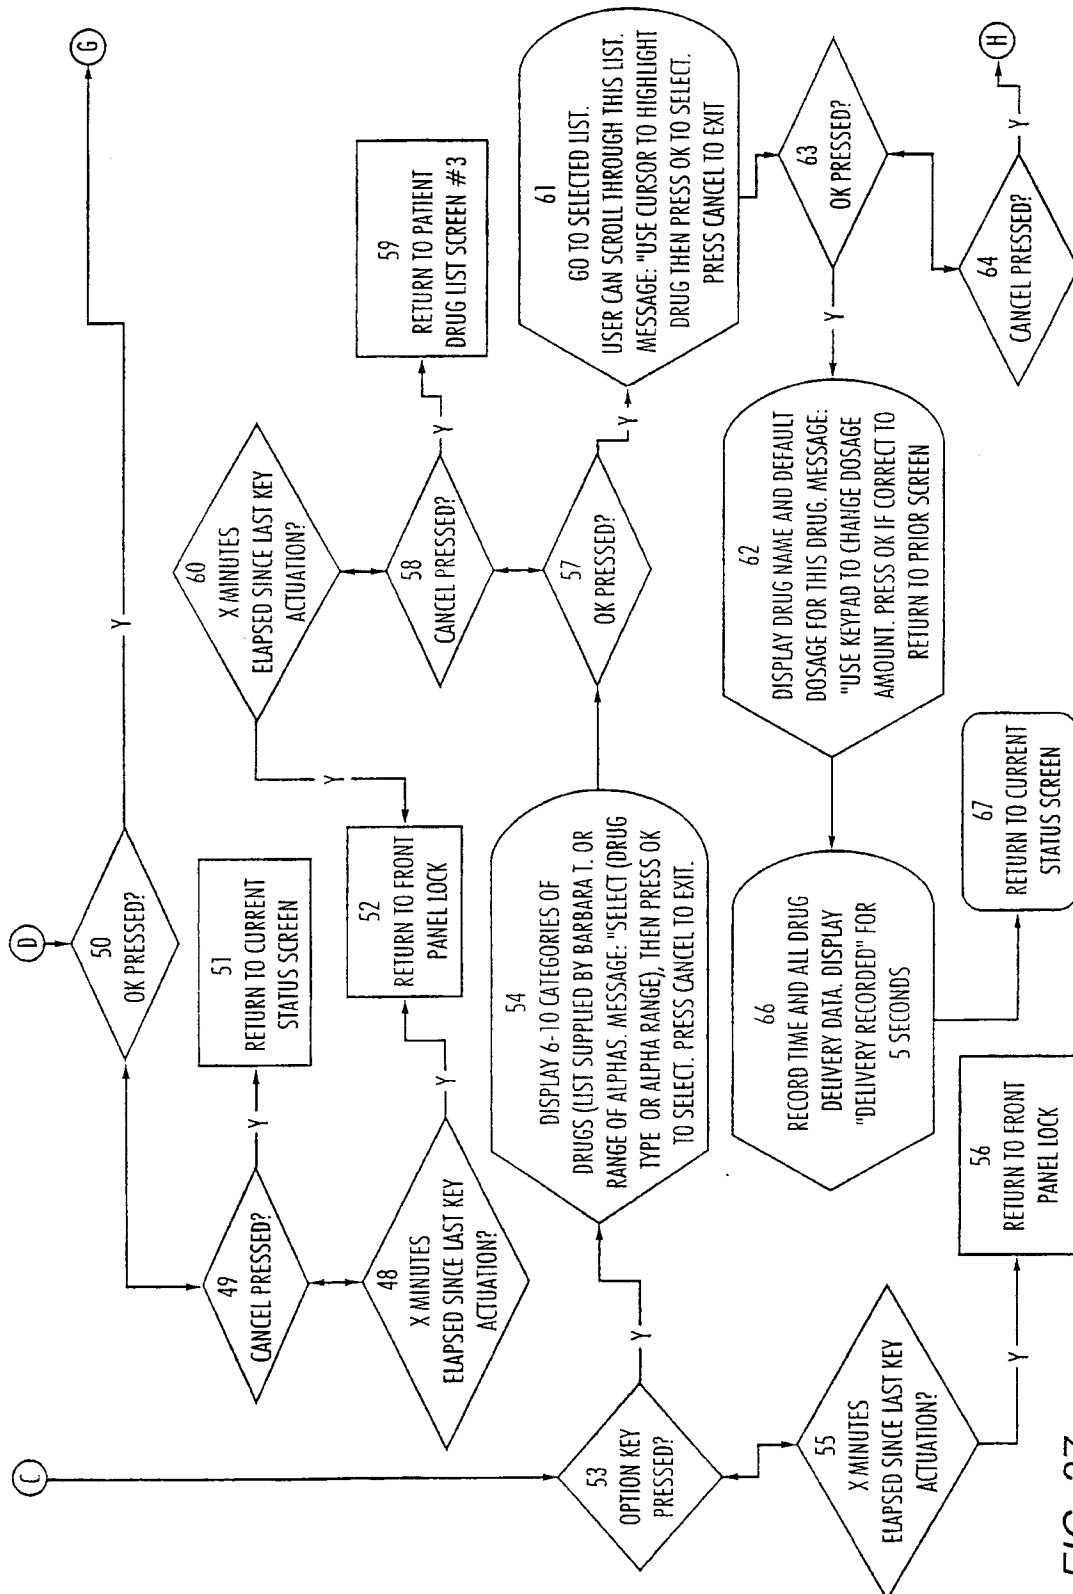 C
D
G
50
OK PRESSED?
Y
49
CANCEL PRESSED?
Y
51
RETURN TO CURRENT
STATUS SCREEN
48
X MINUTES
ELAPSED SINCE LAST KEY
ACTUATION?
Y
52
RETURN TO FRONT
PANEL LOCK
60
X MINUTES
ELAPSED SINCE LAST KEY
ACTUATION?
Y
58
CANCEL PRESSED?
Y
59
RETURN TO PATIENT
DRUG LIST SCREEN #3
53
OPTION KEY
PRESSED?
Y
54
DISPLAY 6-10 CATEGORIES OF
DRUGS (LIST SUPPLIED BY BARBARA T. OR
RANGE OF ALPHAS. MESSAGE: "SELECT (DRUG
TYPE OR ALPHA RANGE), THEN PRESS OK
TO SELECT. PRESS CANCEL TO EXIT.
57
OK PRESSED?
Y
61
GO TO SELECTED LIST.
USER CAN SCROLL THROUGH THIS LIST.
MESSAGE: "USE CURSOR TO HIGHLIGHT
DRUG THEN PRESS OK TO SELECT.
PRESS CANCEL TO EXIT
55
X MINUTES
ELAPSED SINCE LAST KEY
ACTUATION?
Y
56
RETURN TO FRONT
PANEL LOCK
63
OK PRESSED?
Y
62
DISPLAY DRUG NAME AND DEFAULT
DOSAGE FOR THIS DRUG. MESSAGE:
"USE KEYPAD TO CHANGE DOSAGE
AMOUNT. PRESS OK IF CORRECT TO
RETURN TO PRIOR SCREEN
66
RECORD TIME AND ALL DRUG
DELIVERY DATA. DISPLAY
"DELIVERY RECORDED" FOR
5 SECONDS
67
RETURN TO CURRENT
STATUS SCREEN
64
CANCEL PRESSED?
Y
H